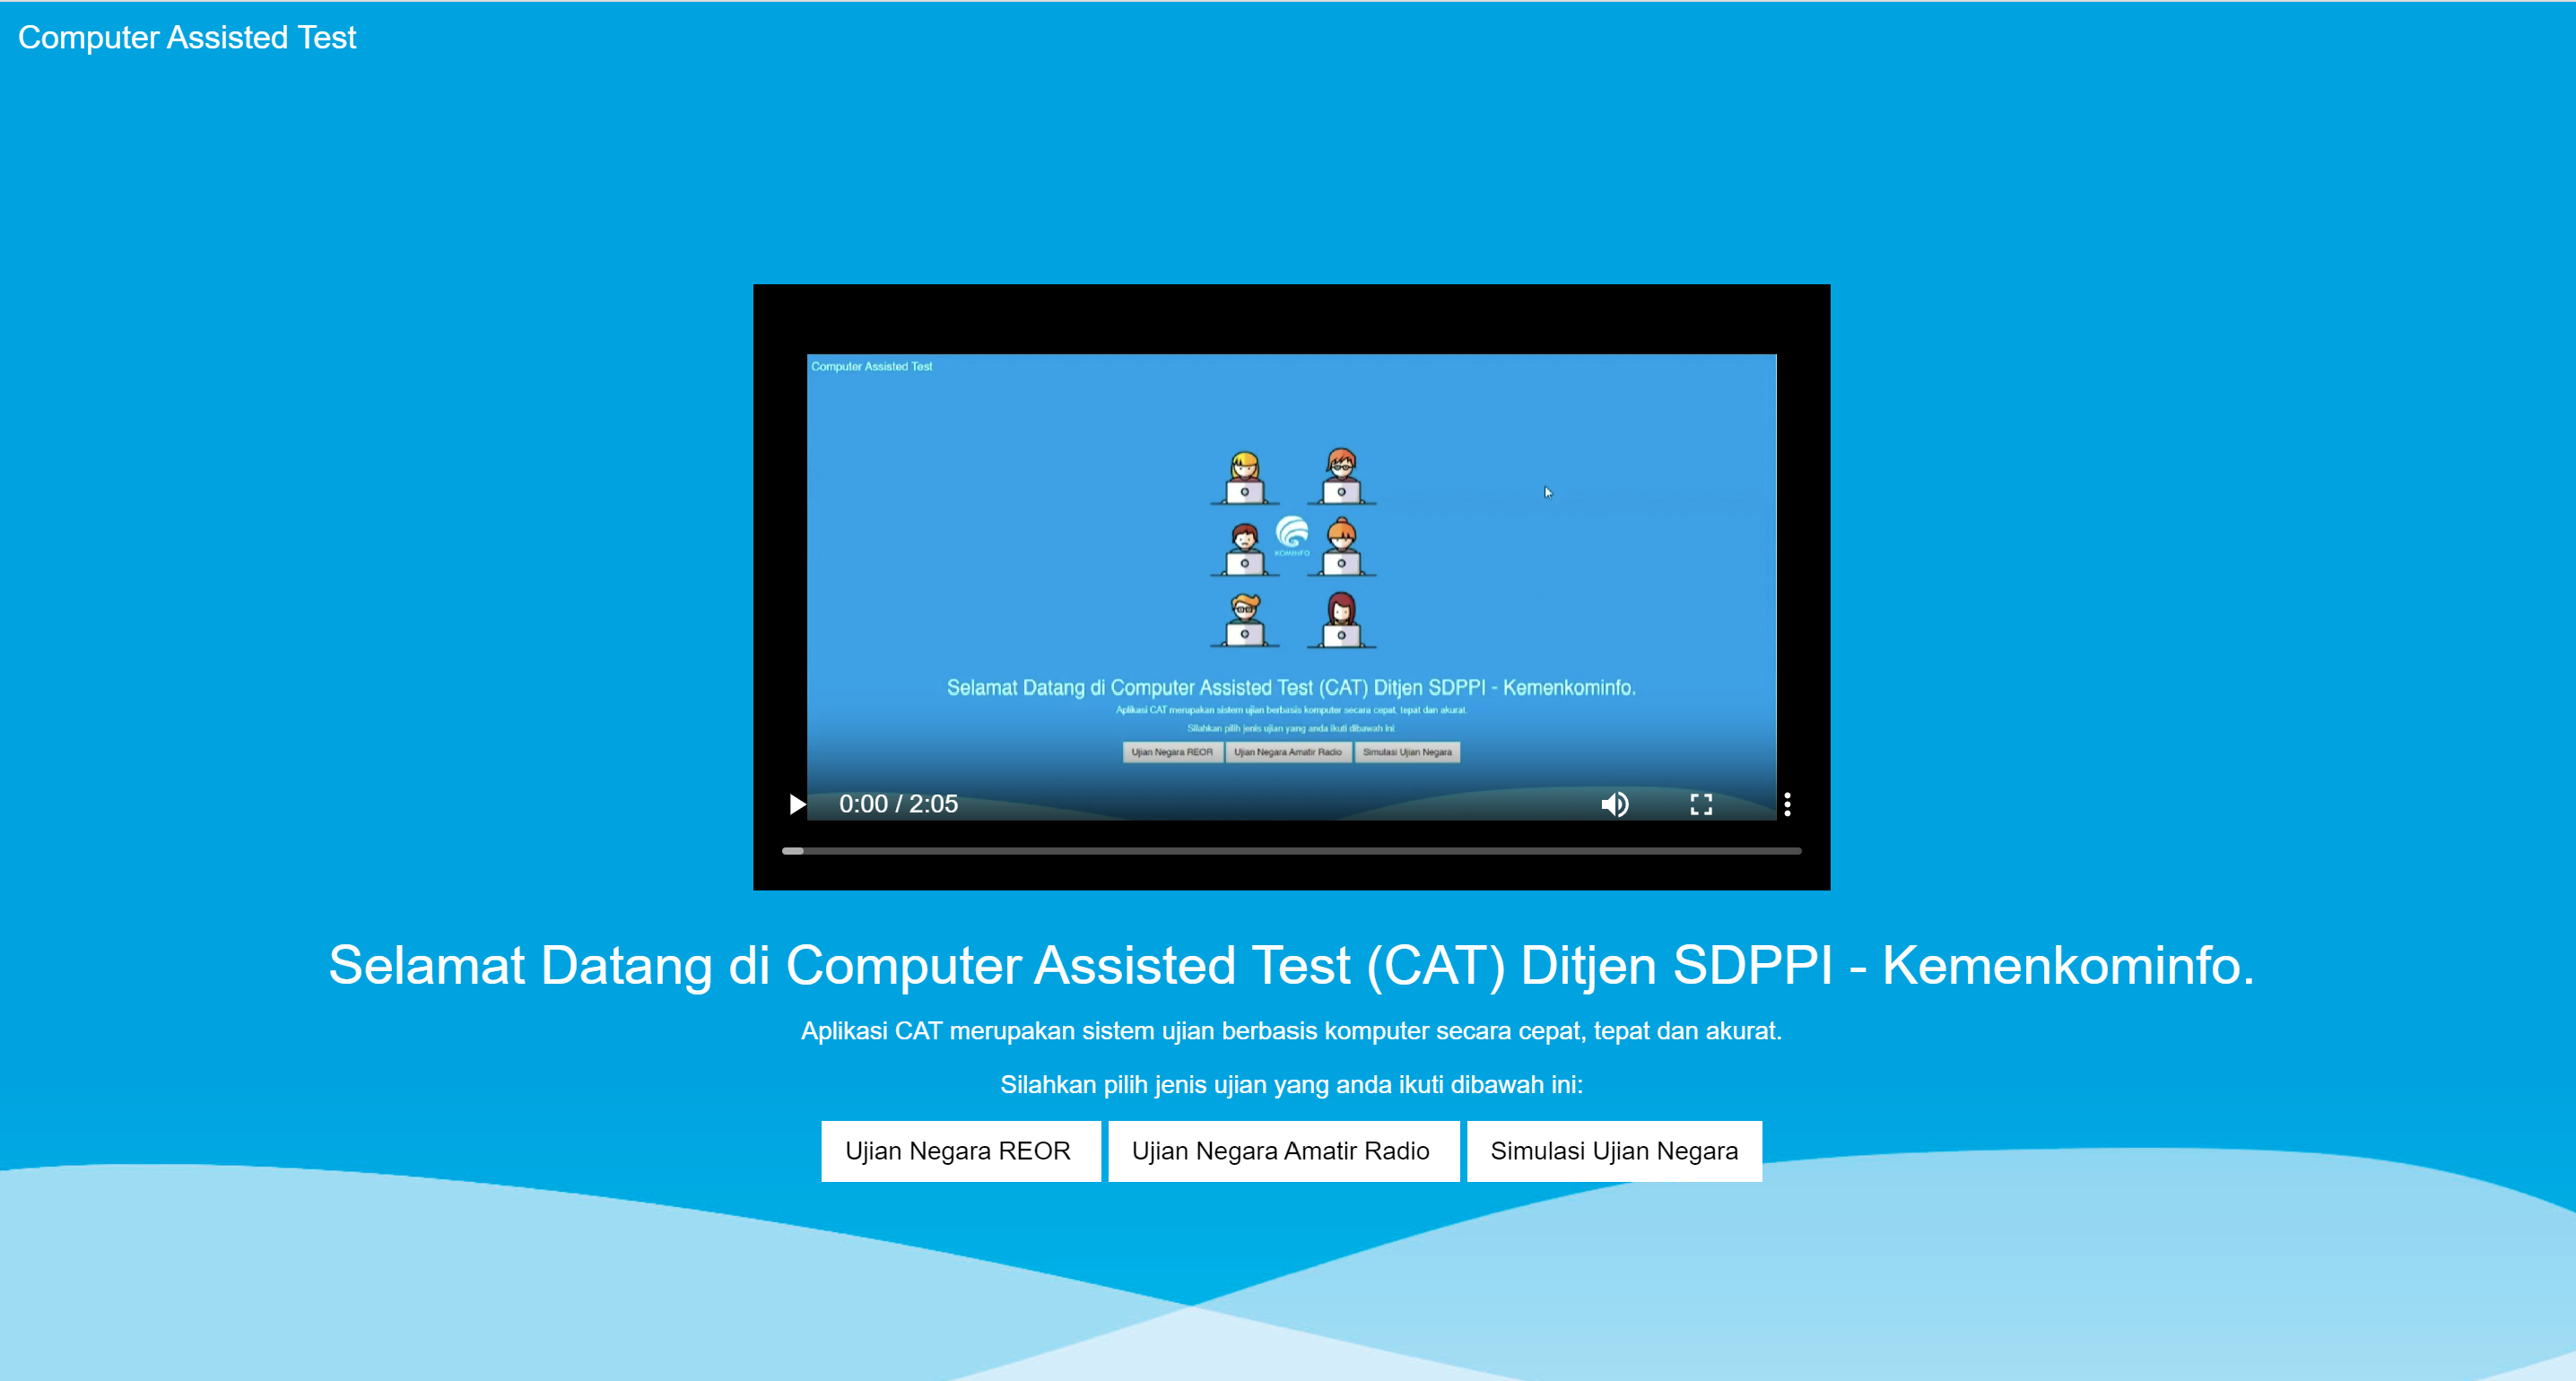 Computer Assisted Test
Computer Assisted Test
KOMINFO
Selamat Datang di Computer Assisted Test (CAT) Ditjen SDPPI - Kemenkominfo.
Aplikasi CAT merupakan sistem ujian berbasis komputer secara cepat, tepat dan akurat.
Silahkan pilih jenis ujian yang anda ikuti dibawah ini:
Ujian Negara REOR Ujian Negara Amatir Radio Simulasi Ujian Negara
0:00 / 2:05
Selamat Datang di Computer Assisted Test (CAT) Ditjen SDPPI - Kemenkominfo.
Aplikasi CAT merupakan sistem ujian berbasis komputer secara cepat, tepat dan akurat.
Silahkan pilih jenis ujian yang anda ikuti dibawah ini:
Ujian Negara REOR Ujian Negara Amatir Radio Simulasi Ujian Negara